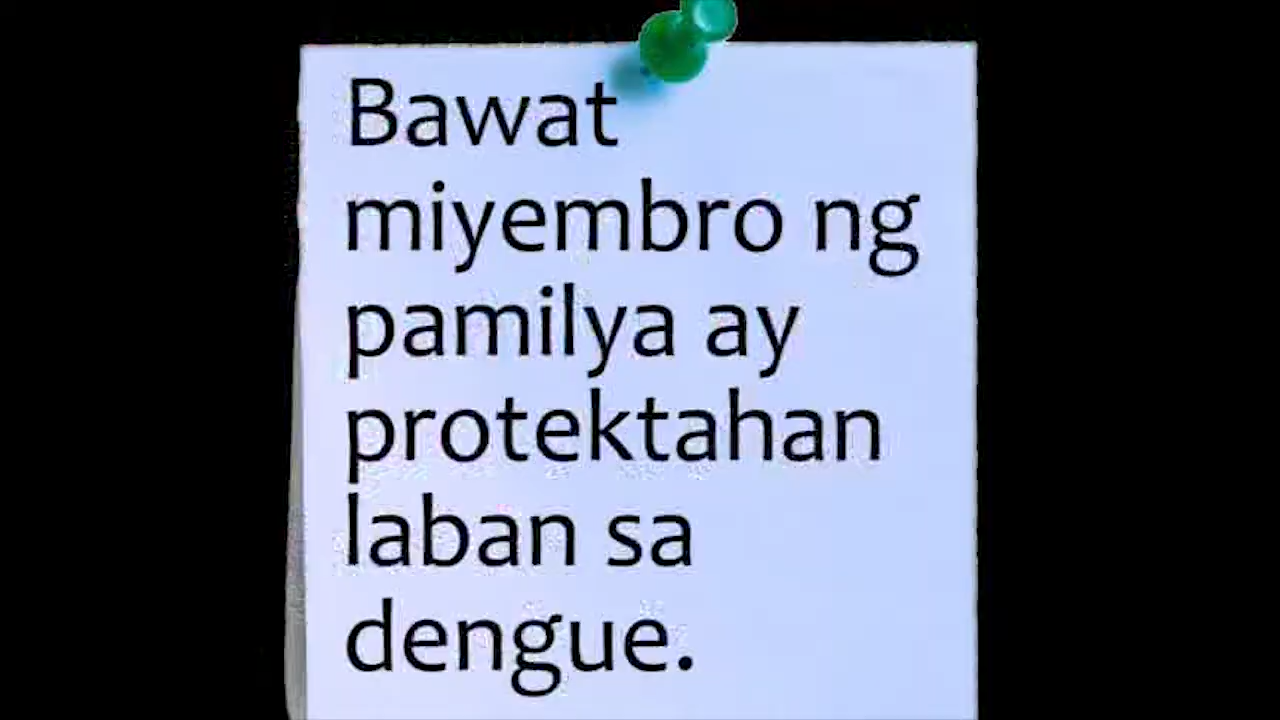 Bawat
miyembro ng
pamilya ay
protektahan
laban sa
dengue.